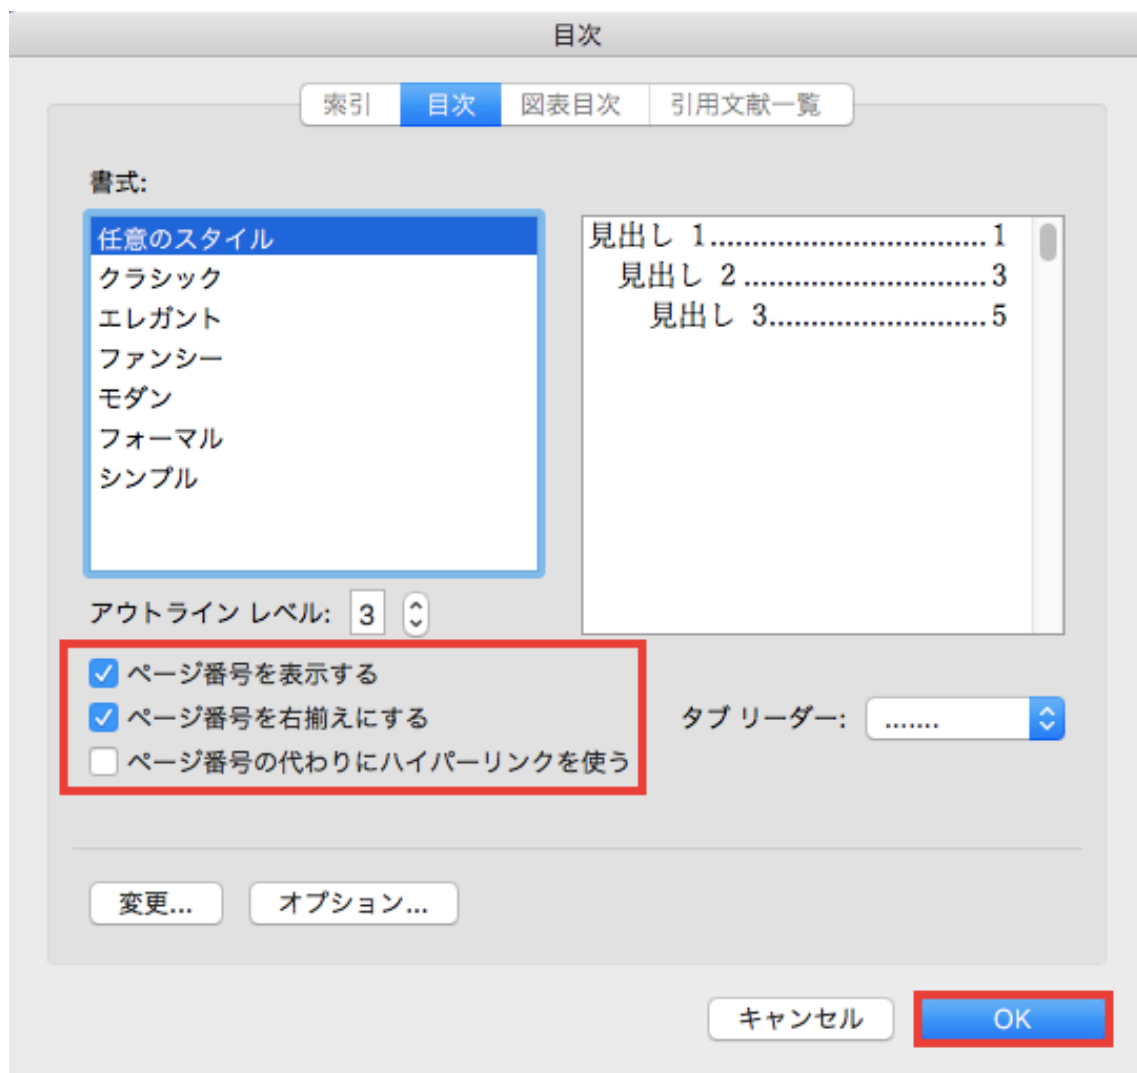 目次
索引 目次 図表目次 引用文献一覧
書式:
任意のスタイル
クラシック
エレガント
ファンシー
モダン
フォーマル
シンプル
見出し 1................................. 1
見出し 2 ............................. 3
見出し 3.......................... 5
アウトライン レベル: 3
ページ番号を表示する
ページ番号を右揃えにする
ページ番号の代わりにハイパーリンクを使う
タブ リーダー: .......
変更... オプション...
キャンセル OK